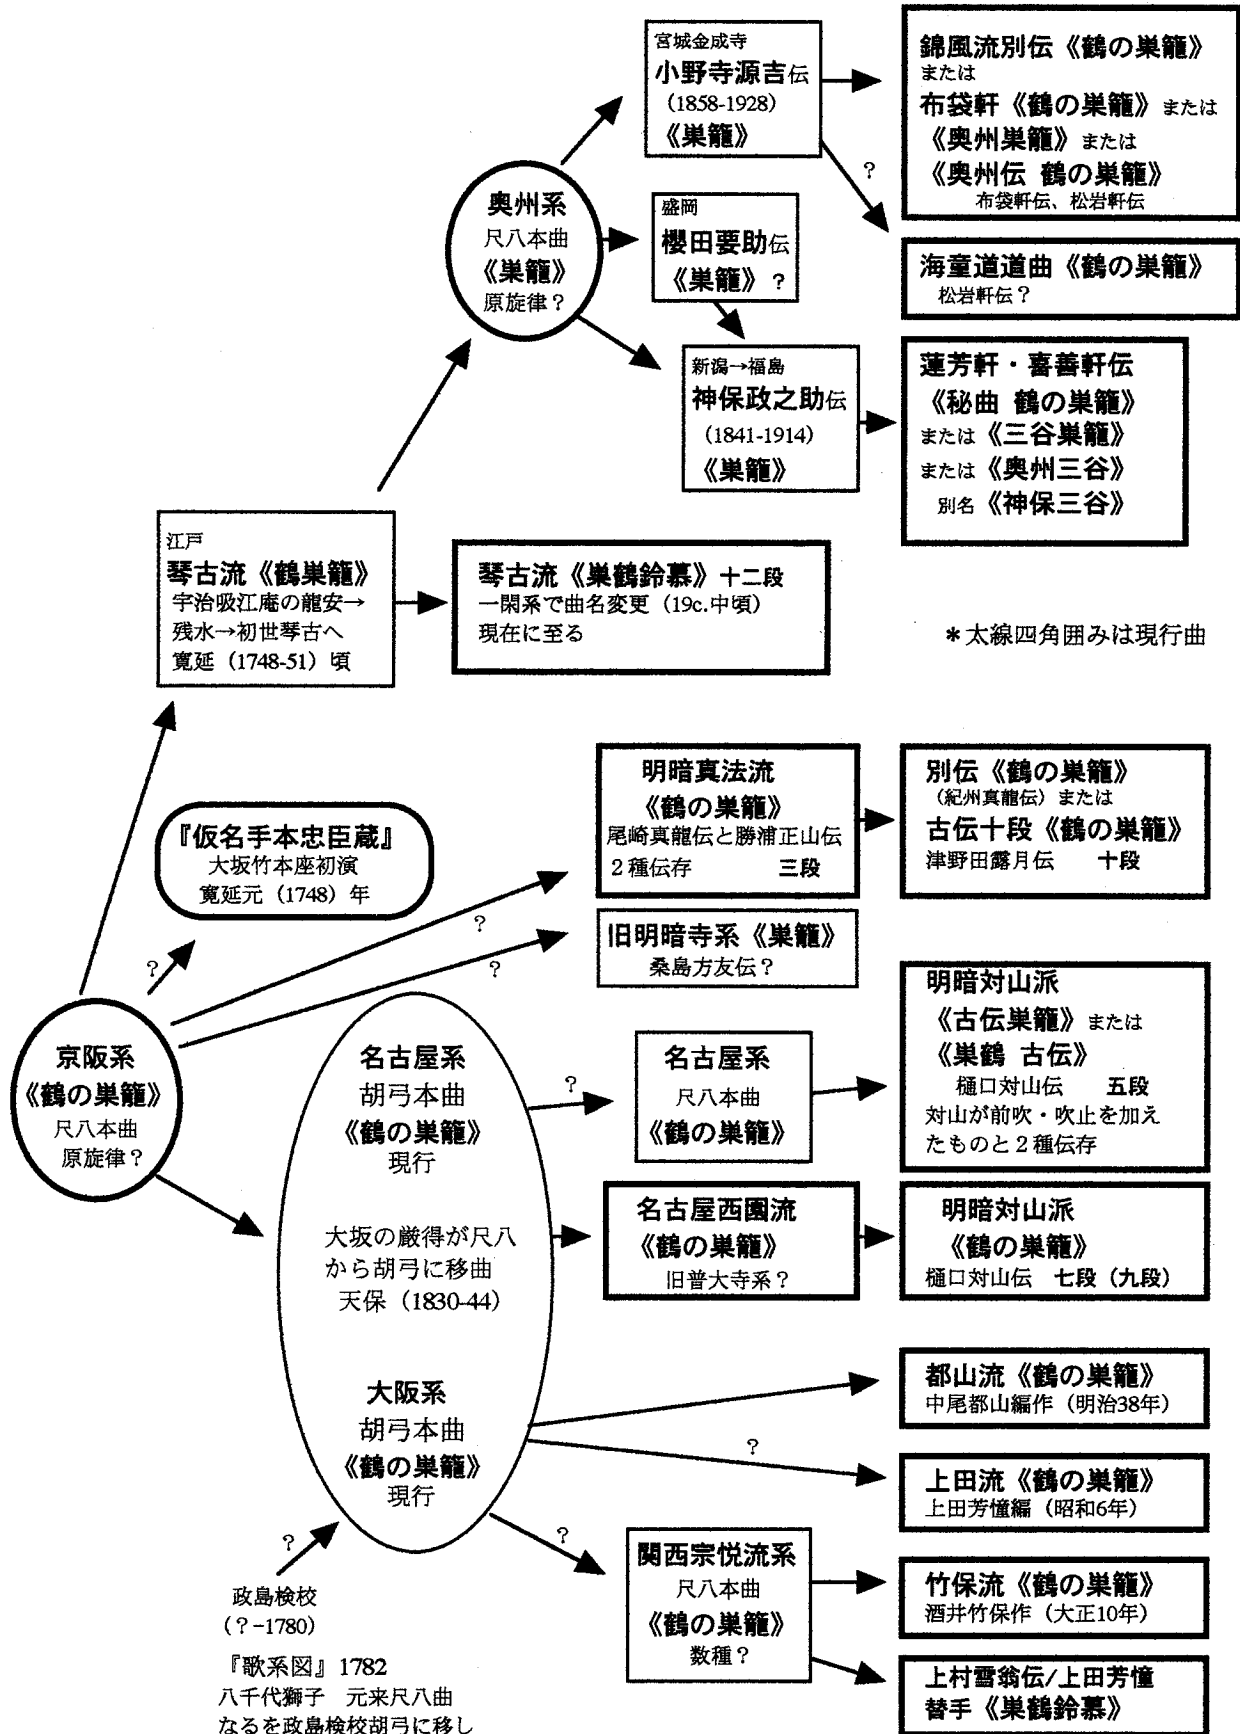 宮城金成寺
小野寺源吉伝
(1858-1928)
《巣籠》
錦風流別伝《鶴の巣籠》
または
布袋軒《鶴の巣籠》または
《奥州巣籠》または
《奥州伝 鶴の巣籠》
布袋軒伝、松岩軒伝
?
奥州系
尺八本曲
《巣籠》
原旋律？
盛岡
櫻田要助伝
《巣籠》？
海童道道曲《鶴の巣籠》
松岩軒伝？
新潟→福島
神保政之助伝
(1841-1914)
《巣籠》
蓮芳軒・喜善軒伝
《秘曲 鶴の巣籠》
または《三谷巣籠》
または《奥州三谷》
別名《神保三谷》
江戸
琴古流《鶴巣籠》
宇治吸江庵の龍安→
残水→初世琴古へ
寛延（1748-51）頃
琴古流《巣鶴鈴慕》十二段
一閑系で曲名変更（19c.中頃）
現在に至る
＊太線四角囲みは現行曲
『仮名手本忠臣蔵』
大坂竹本座初演
寛延元（1748）年
?
明暗真法流
《鶴の巣籠》
尾崎真龍伝と勝浦正山伝
２種伝存 三段
別伝《鶴の巣籠》
（紀州真龍伝）または
古伝十段《鶴の巣籠》
津野田露月伝 十段
?
旧明暗寺系《巣籠》
桑島方友伝？
?
京阪系
《鶴の巣籠》
尺八本曲
原旋律？
名古屋系
胡弓本曲
《鶴の巣籠》
現行
?
名古屋系
尺八本曲
《鶴の巣籠》
明暗対山派
《古伝巣籠》または
《巣鶴 古伝》
樋口対山伝 五段
対山が前吹・吹止を加え
たものと２種伝存
大坂の厳得が尺八
から胡弓に移曲
天保（1830-44）
名古屋西園流
《鶴の巣籠》
旧普大寺系？
明暗対山派
《鶴の巣籠》
樋口対山伝 七段（九段）
大阪系
胡弓本曲
《鶴の巣籠》
現行
都山流《鶴の巣籠》
中尾都山編作（明治38年）
?
上田流《鶴の巣籠》
上田芳憧編（昭和6年）
?
関西宗悦流系
尺八本曲
《鶴の巣籠》
数種？
竹保流《鶴の巣籠》
酒井竹保作（大正10年）
上村雪翁伝/上田芳憧
替手《巣鶴鈴慕》
?
政島検校
（？-1780）
『歌系図』1782
八千代獅子 元来尺八曲
なるを政島検校胡弓に移し